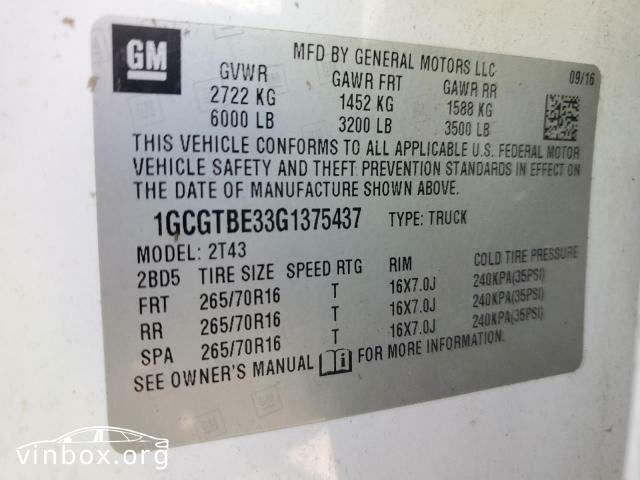 GM
MFD BY GENERAL MOTORS LLC
GVWR GAWR FRT GAWR RR 09/16
2722 KG 1452 KG 1588 KG
6000 LB 3200 LB 3500 LB
THIS VEHICLE CONFORMS TO ALL APPLICABLE U.S. FEDERAL MOTOR
VEHICLE SAFETY AND THEFT PREVENTION STANDARDS IN EFFECT ON
THE DATE OF MANUFACTURE SHOWN ABOVE.
1GCGTBE33G1375437 TYPE: TRUCK
MODEL: 2T43
2BD5 TIRE SIZE SPEED RTG RIM COLD TIRE PRESSURE
FRT 265/70R16 T 16X7.0J 240KPA(35PSI)
RR 265/70R16 T 16X7.0J 240KPA(35PSI)
SPA 265/70R16 T 16X7.0J 240KPA(35PSI)
SEE OWNER'S MANUAL FOR MORE INFORMATION.
vinbox.org